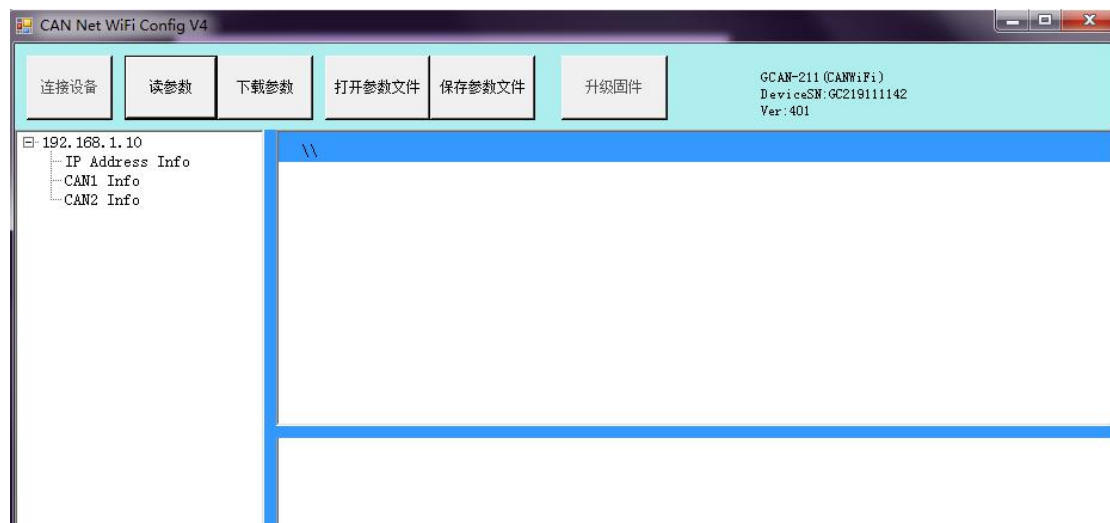 CAN Net WiFi Config V4
连接设备 读参数 下载参数 打开参数文件 保存参数文件 升级固件
GCAN-211(CANWiFi)
DeviceSN:GC219111142
Ver:401
192.168.1.10
IP Address Info
CAN1 Info
CAN2 Info
\\